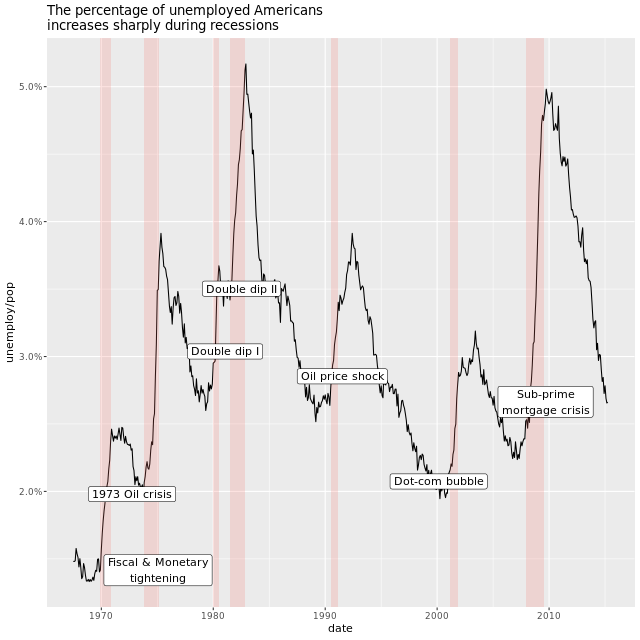 The percentage of unemployed Americans
increases sharply during recessions
5.0%
4.0%
3.0%
2.0%
unemploy/pop
Double dip II
Double dip I
Oil price shock
Sub-prime
mortgage crisis
Dot-com bubble
1973 Oil crisis
Fiscal & Monetary
tightening
1970
1980
1990
2000
2010
date